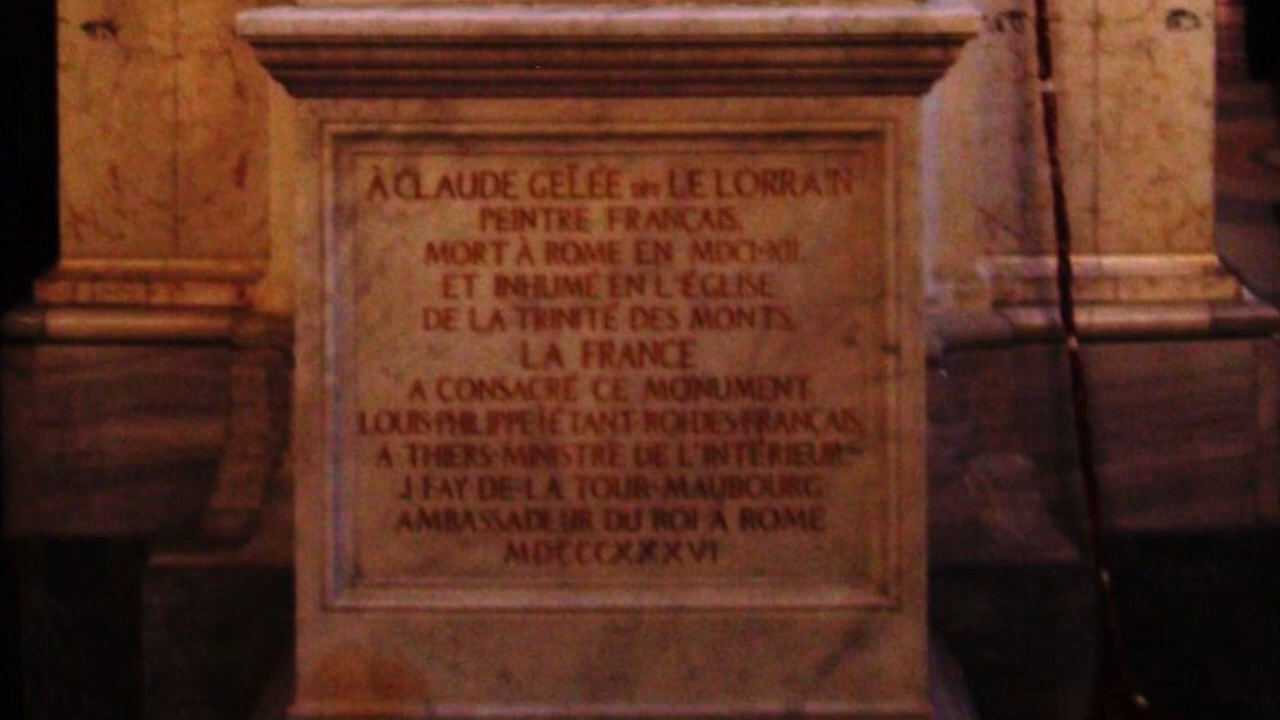 À CLAUDE GELÉE DIT LE LORRAIN
PEINTRE FRANÇAIS.
MORT À ROME EN
ET INHUMÉ EN L'ÉGLISE
DE LA TRINITÉ DES MONTS.
LA FRANCE
A CONSACRÉ CE MONUMENT
LOUIS PHILIPPE I ÉTANT ROI DES FRANÇAIS
A THIERS MINISTRE DE L'INTÉRIEUR
J FAY DE LA TOUR MAUBOURG
AMBASSADEUR DU ROI À ROME
MDCCCXXXVI